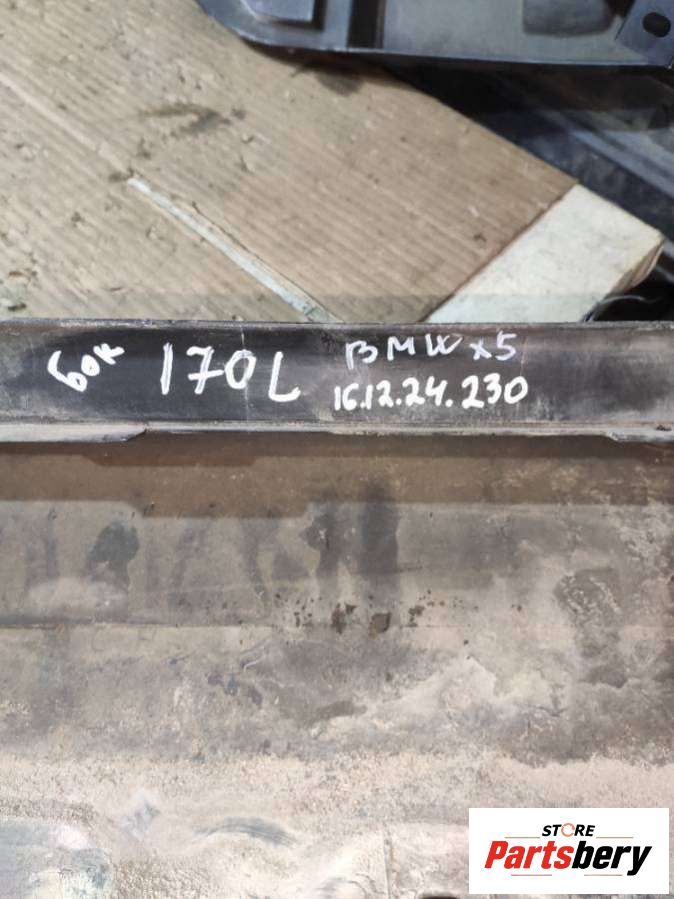 бок 170L BMW x5
16.12.24.230
STORE
Partsbery